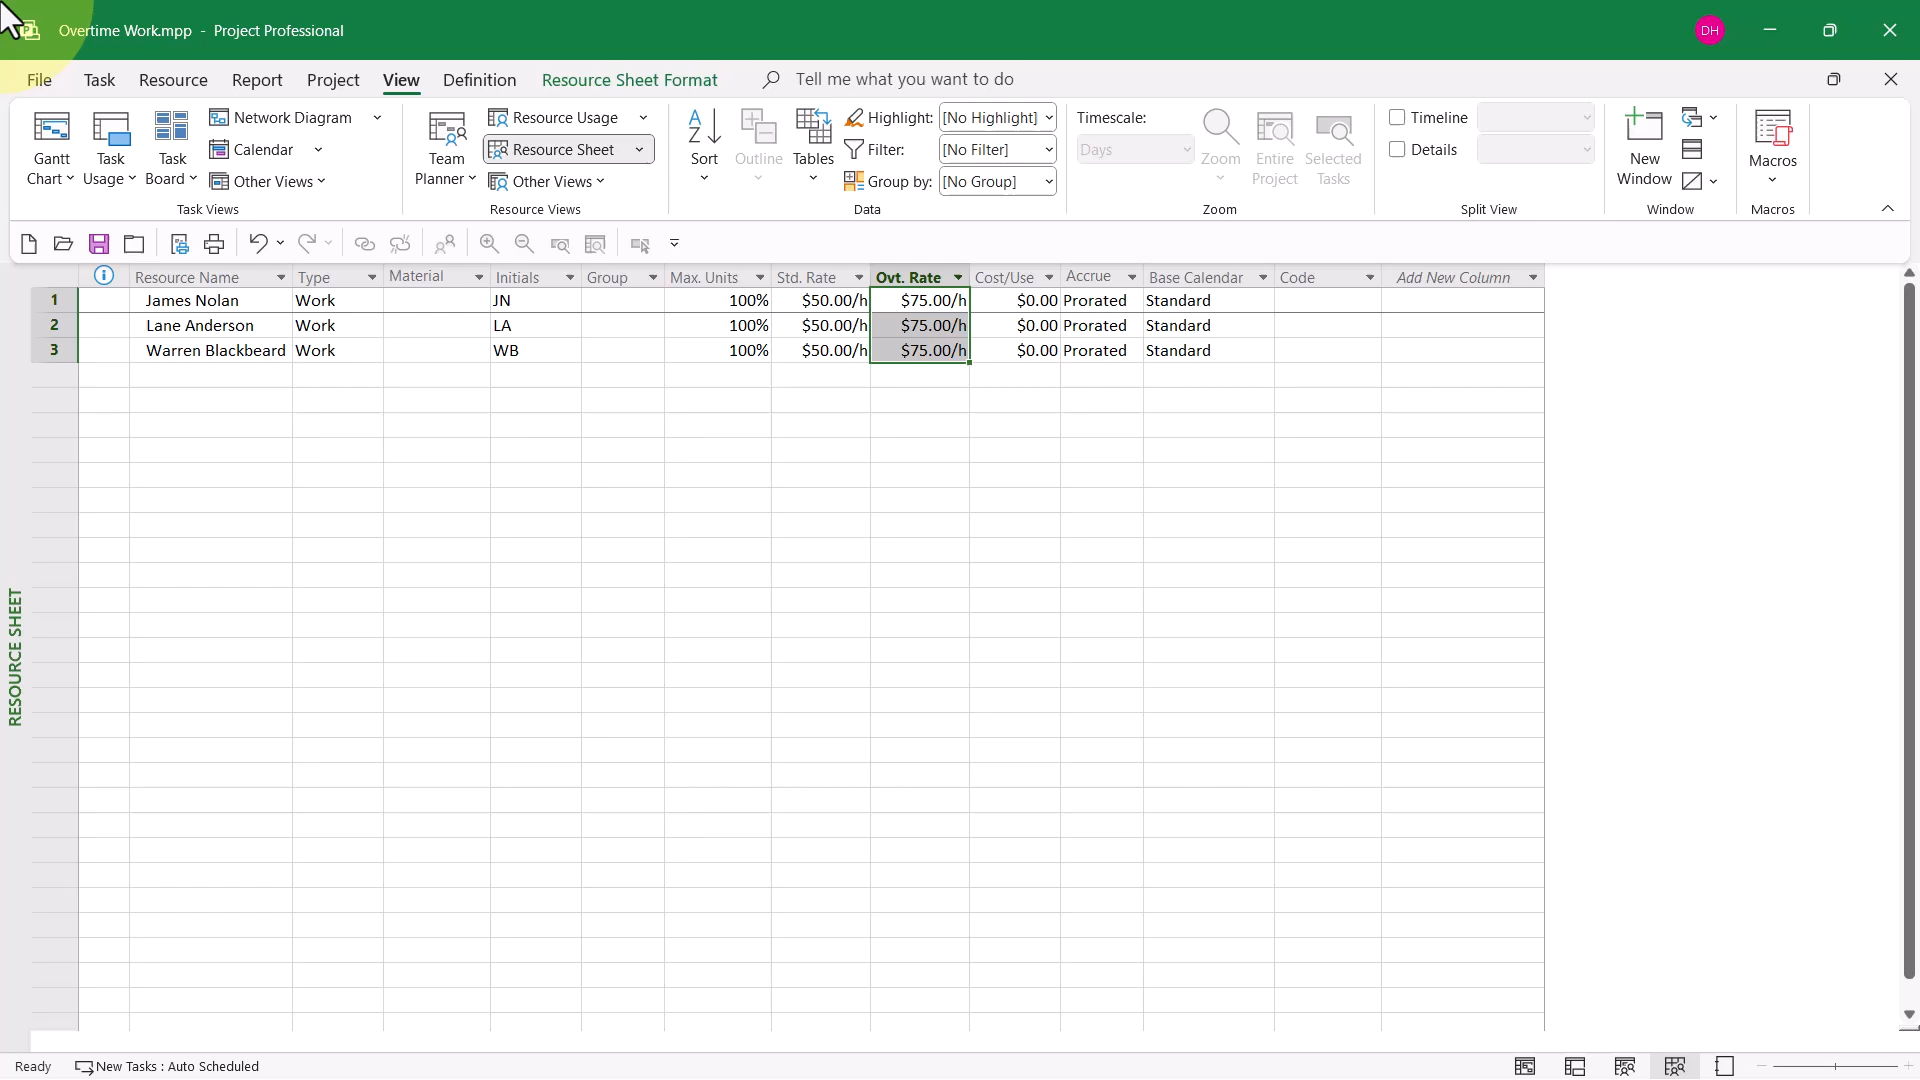 Overtime Work.mpp - Project Professional
DH
File Task Resource Report Project View Definition Resource Sheet Format Tell me what you want to do
Gantt Chart
Task Usage
Task Board
Network Diagram
Calendar
Other Views
Task Views
Team Planner
Resource Usage
Resource Sheet
Other Views
Resource Views
Sort
Outline
Tables
Highlight: [No Highlight]
Filter: [No Filter]
Group by: [No Group]
Data
Timescale:
Days
Zoom
Entire Project
Selected Tasks
Zoom
Timeline
Details
Split View
New Window
Window
Macros
Macros
Resource Name Type Material Initials Group Max. Units Std. Rate Ovt. Rate Cost/Use Accrue Base Calendar Code Add New Column
1 James Nolan Work JN 100% $50.00/h $75.00/h $0.00 Prorated Standard
2 Lane Anderson Work LA 100% $50.00/h $75.00/h $0.00 Prorated Standard
3 Warren Blackbeard Work WB 100% $50.00/h $75.00/h $0.00 Prorated Standard
RESOURCE SHEET
Ready New Tasks : Auto Scheduled